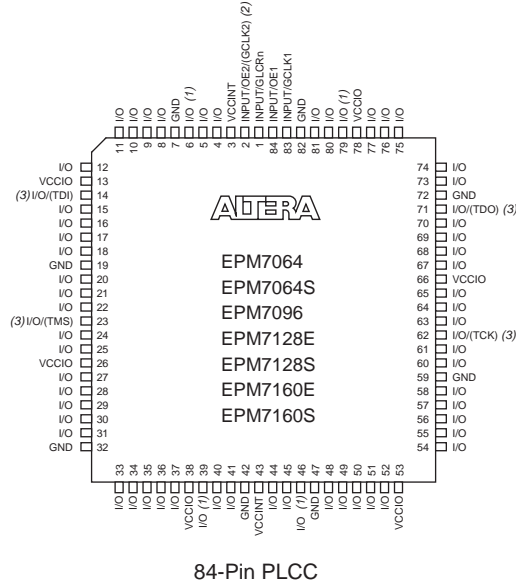 I/O
I/O
I/O
I/O
GND
I/O (1)
I/O
I/O
VCCINT
INPUT/OE2/(GCLK2) (2)
INPUT/GLCRn
INPUT/OE1
INPUT/GCLK1
GND
I/O
I/O
I/O (1)
VCCIO
I/O
I/O
I/O
11 10 9 8 7 6 5 4 3 2 1 84 83 82 81 80 79 78 77 76 75
I/O 12
VCCIO 13
(3) I/O/(TDI) 14
I/O 15
I/O 16
I/O 17
I/O 18
GND 19
I/O 20
I/O 21
I/O 22
(3) I/O/(TMS) 23
I/O 24
I/O 25
VCCIO 26
I/O 27
I/O 28
I/O 29
I/O 30
I/O 31
GND 32
ALTERA
EPM7064
EPM7064S
EPM7096
EPM7128E
EPM7128S
EPM7160E
EPM7160S
74 I/O
73 I/O
72 GND
71 I/O/(TDO) (3)
70 I/O
69 I/O
68 I/O
67 I/O
66 VCCIO
65 I/O
64 I/O
63 I/O
62 I/O/(TCK) (3)
61 I/O
60 I/O
59 GND
58 I/O
57 I/O
56 I/O
55 I/O
54 I/O
33 34 35 36 37 38 39 40 41 42 43 44 45 46 47 48 49 50 51 52 53
I/O
I/O
I/O
I/O
I/O
VCCIO
I/O (1)
I/O
I/O
GND
VCCINT
I/O
I/O
I/O (1)
GND
I/O
I/O
I/O
I/O
I/O
VCCIO
84-Pin PLCC